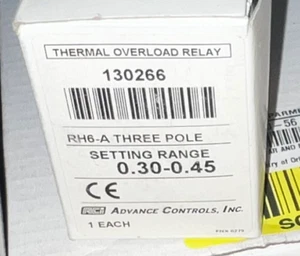 THERMAL OVERLOAD RELAY
130266
RH6-A THREE POLE
SETTING RANGE
0.30-0.45
CE
ADVANCE CONTROLS, INC.
1 EACH
-56